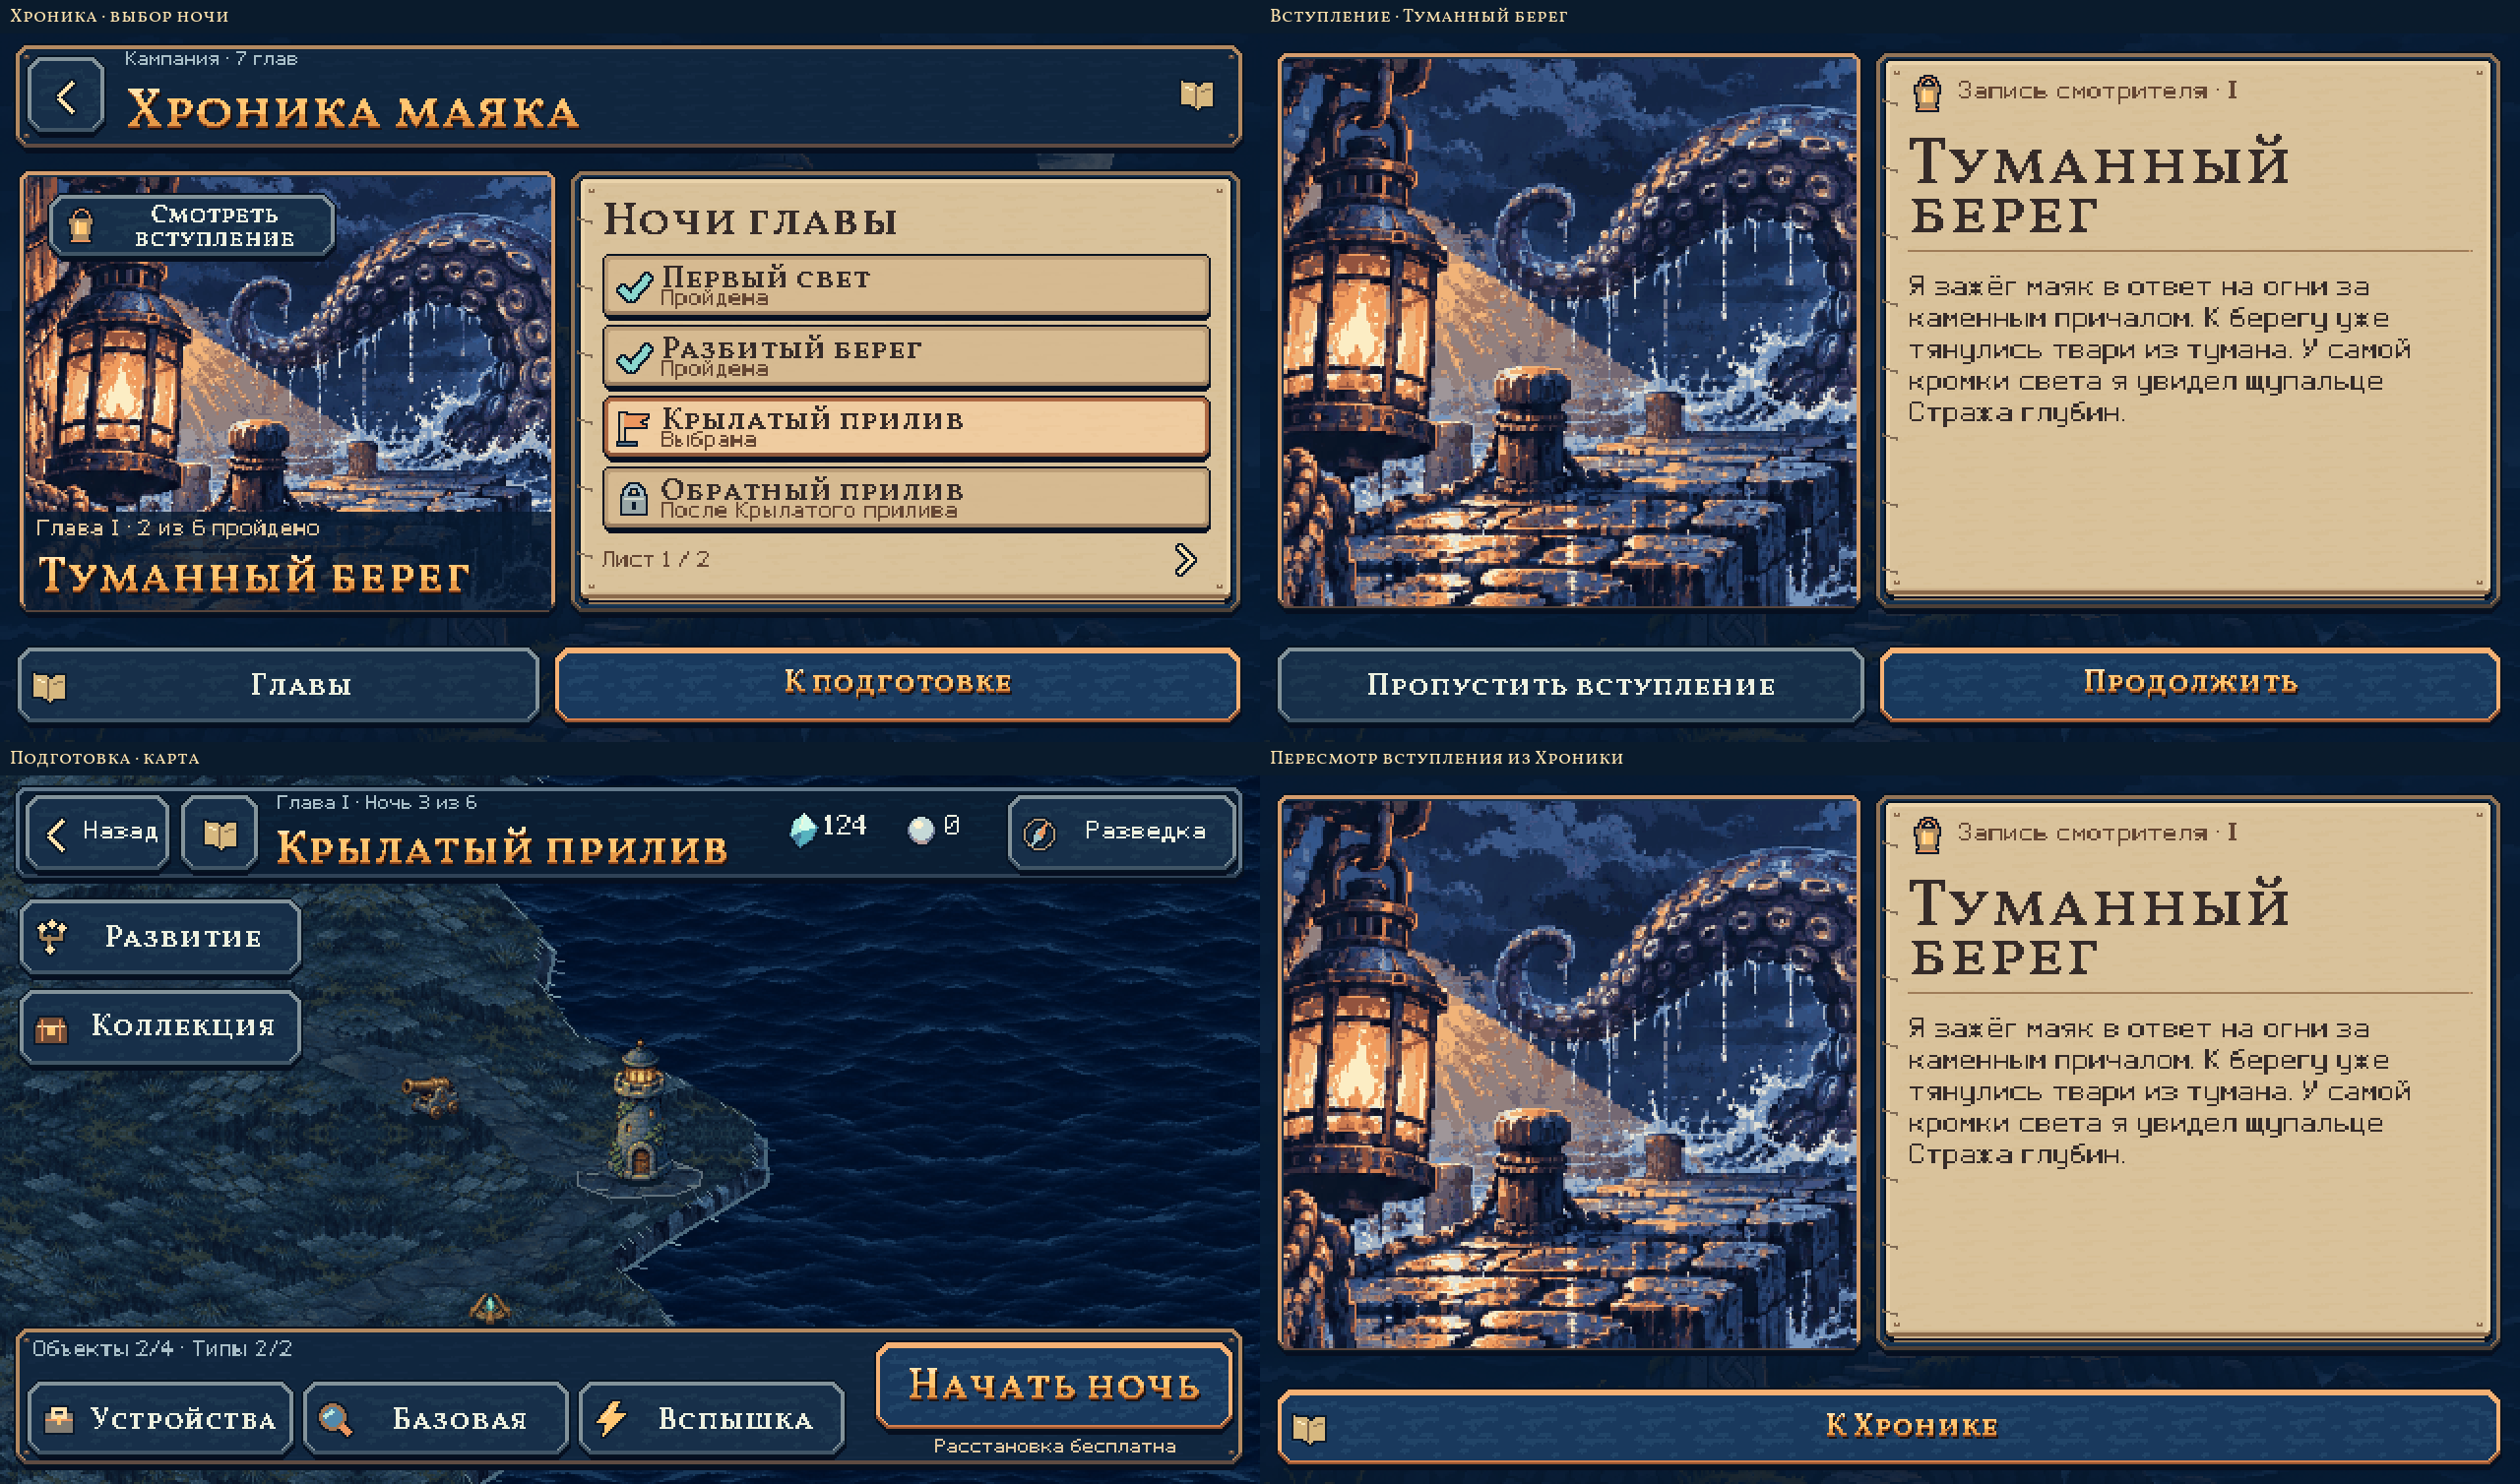 Хроника · выбор ночи
Кампания · 7 глав
Хроника маяка
Смотреть
вступление
Глава I · 2 из 6 пройдено
Туманный берег
Ночи главы
Первый свет
Пройдена
Разбитый берег
Пройдена
Крылатый прилив
Выбрана
Обратный прилив
После Крылатого прилива
Лист 1 / 2
Главы
К подготовке
Вступление · Туманный берег
Запись смотрителя · I
Туманный
берег
Я зажёг маяк в ответ на огни за
каменным причалом. К берегу уже
тянулись твари из тумана. У самой
кромки света я увидел щупальце
Стража глубин.
Пропустить вступление
Продолжить
Подготовка · карта
Назад
Глава I · Ночь 3 из 6
Крылатый прилив
124
0
Разведка
Развитие
Коллекция
Объекты 2/4 · Типы 2/2
Устройства
Базовая
Вспышка
Начать ночь
Расстановка бесплатна
Пересмотр вступления из Хроники
Запись смотрителя · I
Туманный
берег
Я зажёг маяк в ответ на огни за
каменным причалом. К берегу уже
тянулись твари из тумана. У самой
кромки света я увидел щупальце
Стража глубин.
К Хронике